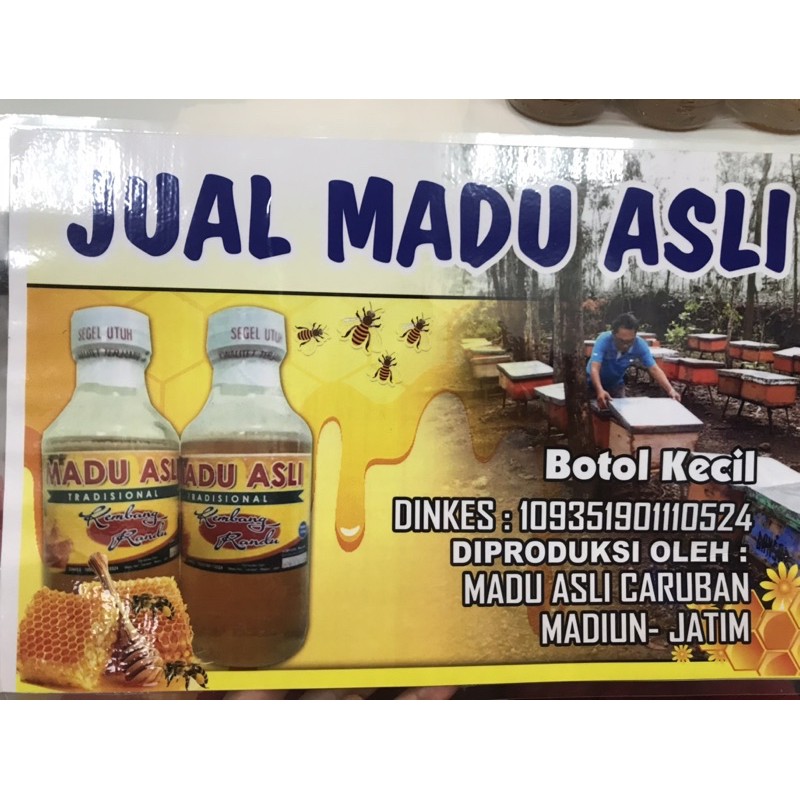 JUAL MADU ASLI
SEGEL UTUH
SEGEL UTUH
MADU ASLI
TRADISIONAL
Kembang
Randu
MADU ASLI
TRADISIONAL
Kembang
Randu
Botol Kecil
DINKES : 109351901110524
DIPRODUKSI OLEH :
MADU ASLI CARUBAN
MADIUN- JATIM